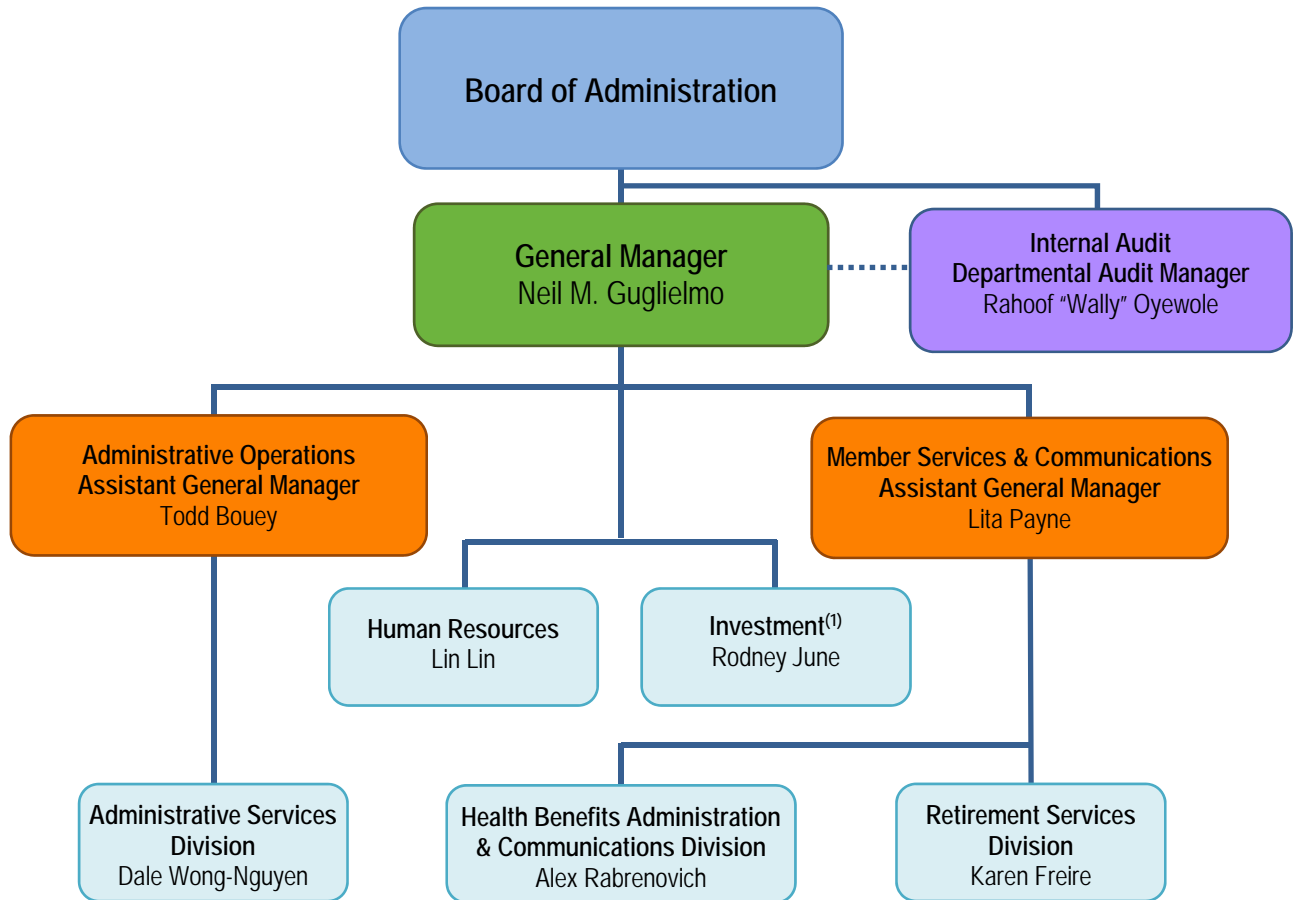 Board of Administration
General Manager
Neil M. Guglielmo
Internal Audit
Departmental Audit Manager
Rahoof “Wally” Oyewole
Administrative Operations
Assistant General Manager
Todd Bouey
Member Services & Communications
Assistant General Manager
Lita Payne
Human Resources
Lin Lin
Investment(1)
Rodney June
Administrative Services
Division
Dale Wong-Nguyen
Health Benefits Administration
& Communications Division
Alex Rabrenovich
Retirement Services
Division
Karen Freire